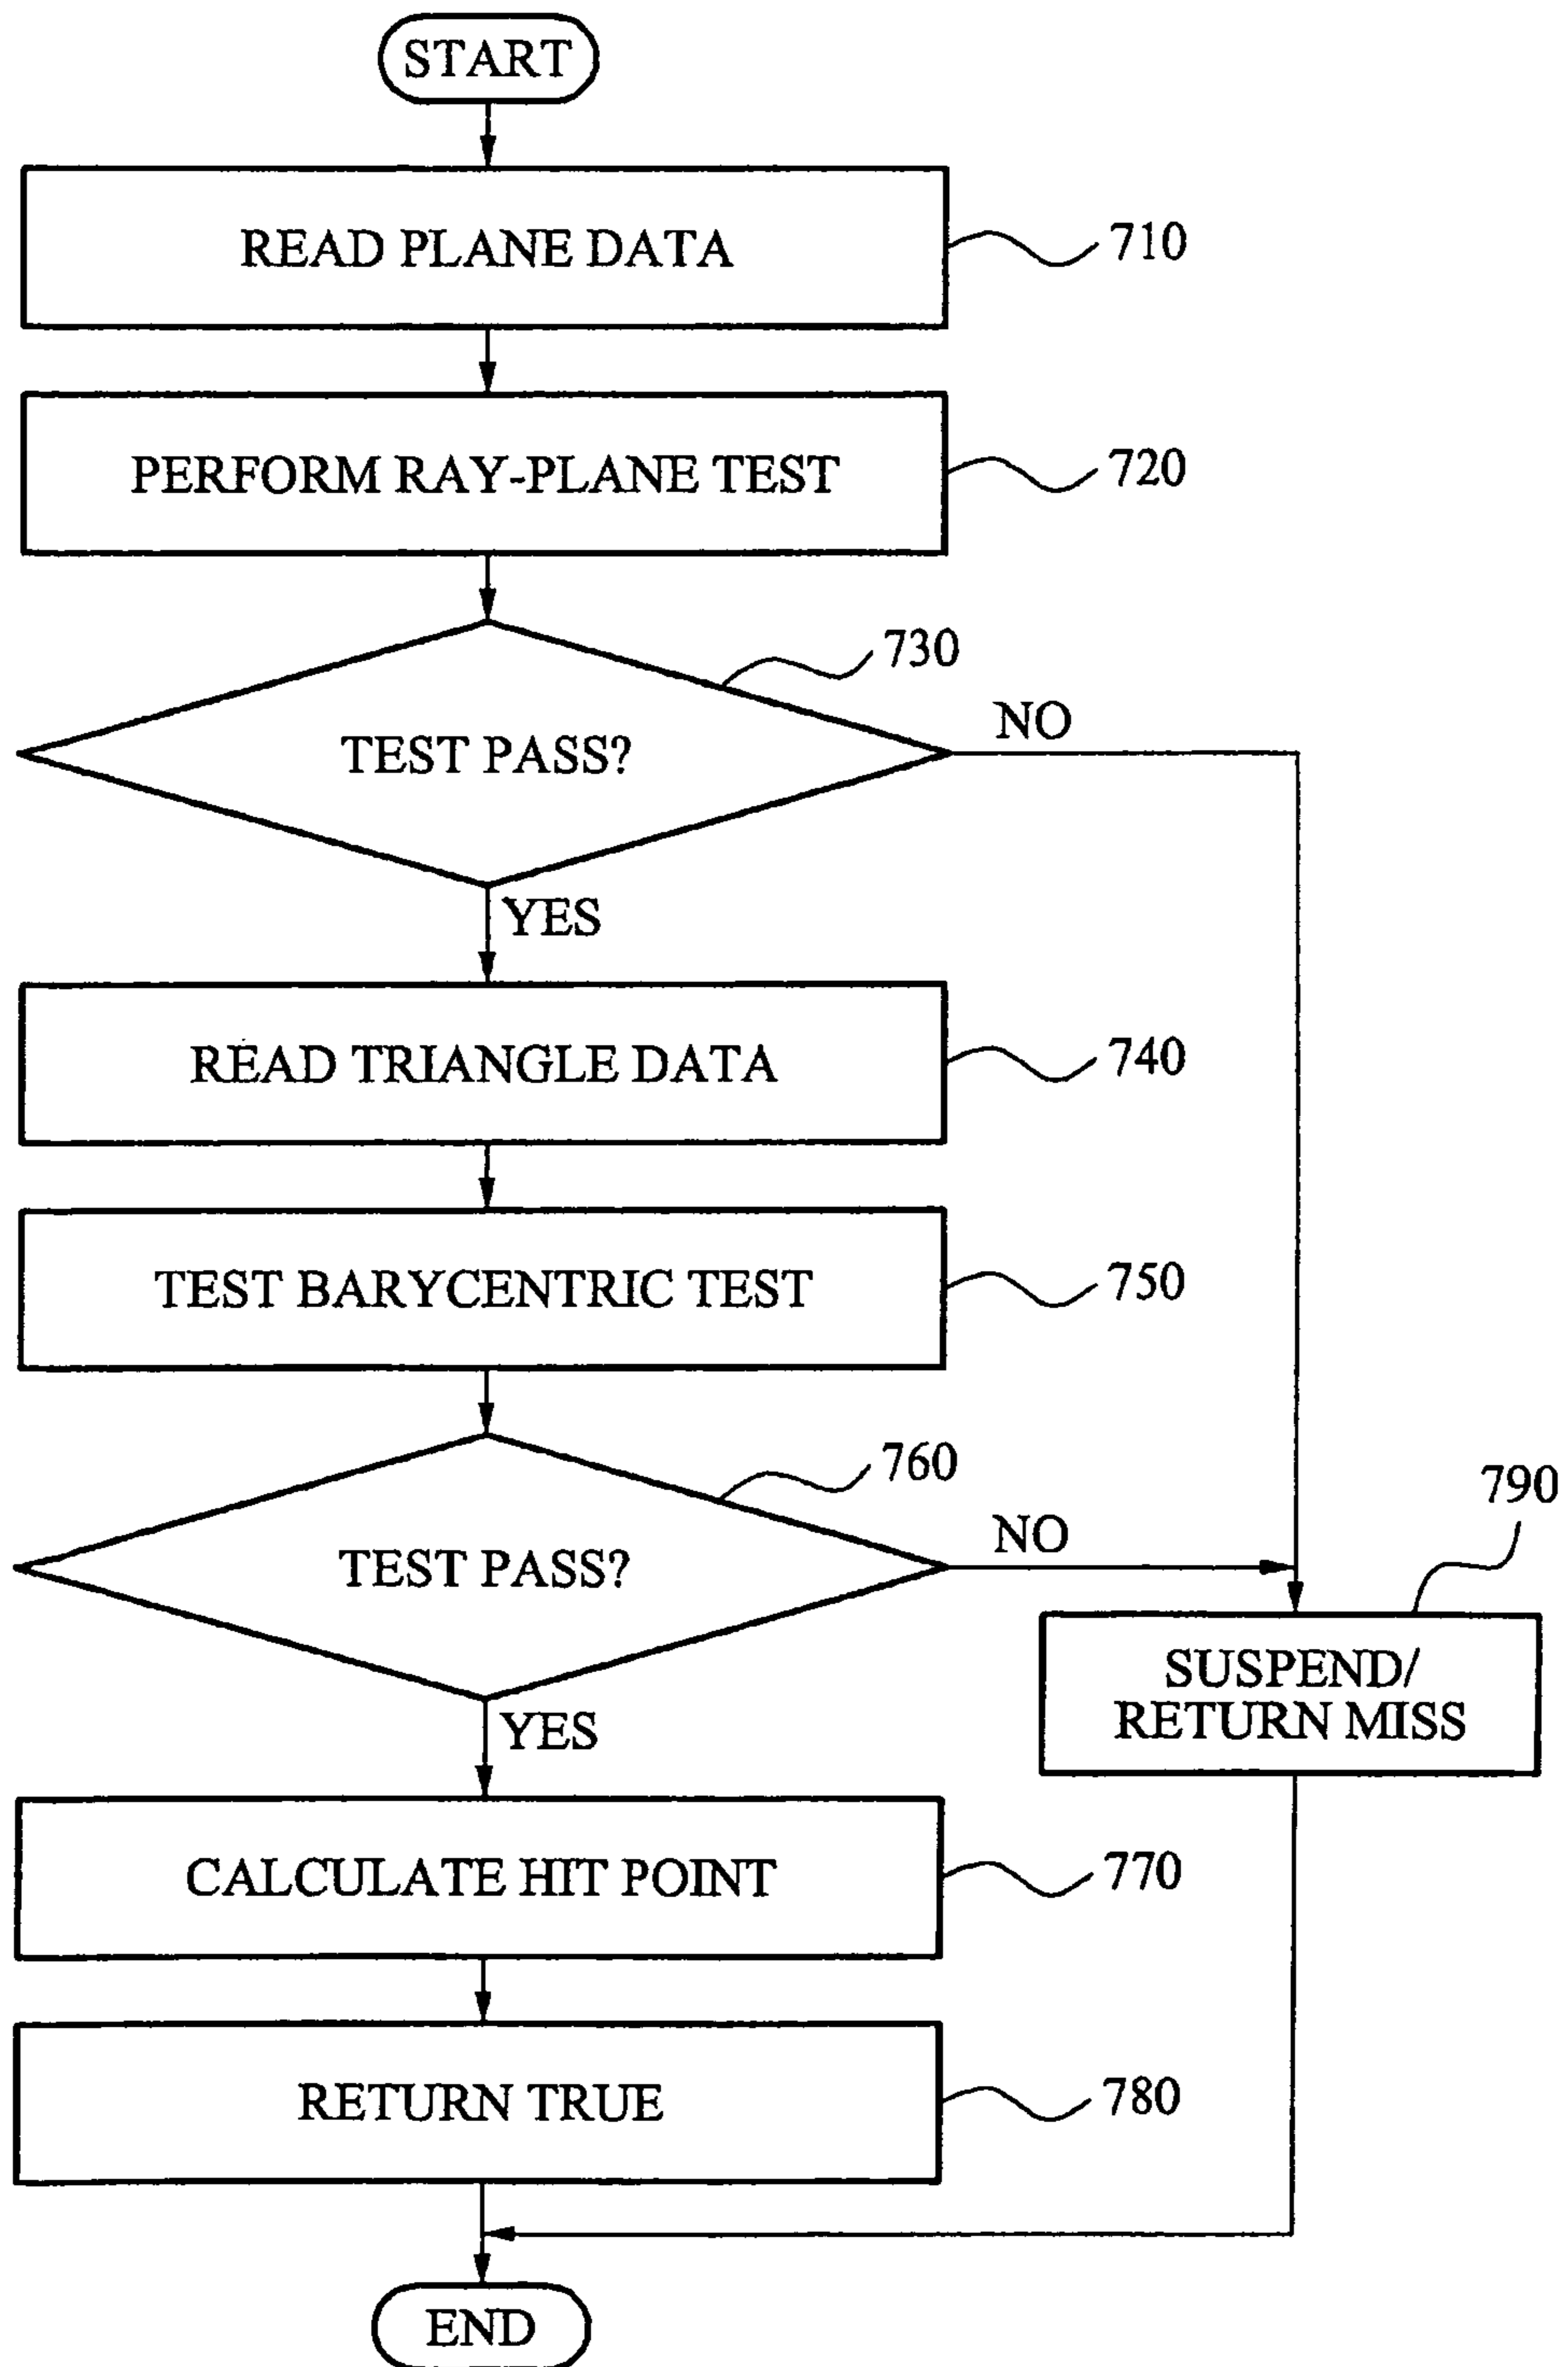 START
READ PLANE DATA
710
PERFORM RAY-PLANE TEST
720
730
TEST PASS?
NO
YES
READ TRIANGLE DATA
740
TEST BARYCENTRIC TEST
750
760
TEST PASS?
NO
790
YES
SUSPEND/
RETURN MISS
CALCULATE HIT POINT
770
RETURN TRUE
780
END